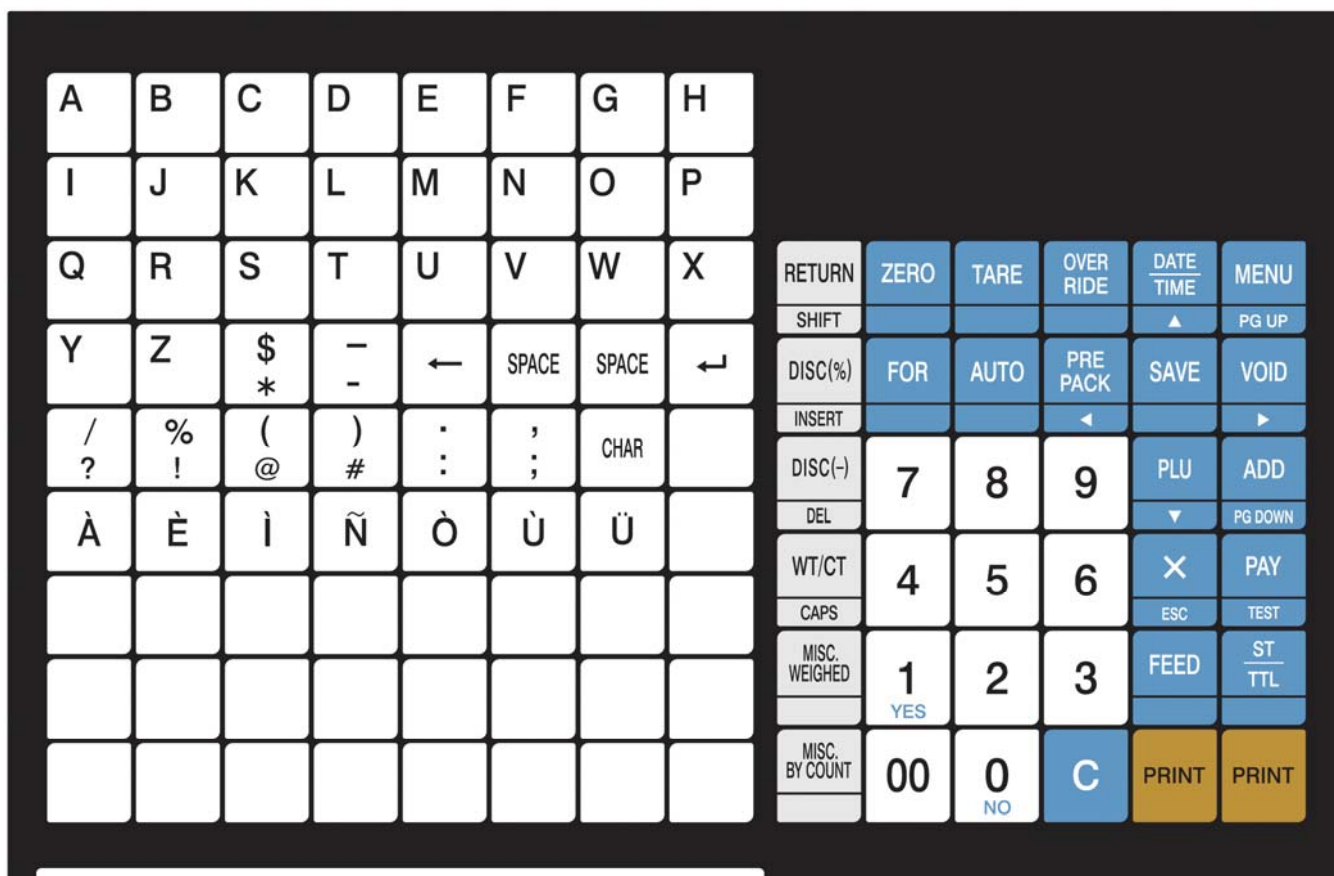 A B C D E F G H
I J K L M N O P
Q R S T U V W X
Y Z $ – ← SPACE SPACE ↵
* -
/ % ( ) . , CHAR
? ! @ # : ;
À È Ì Ñ Ò Ù Ü
RETURN ZERO TARE OVER RIDE DATE TIME MENU
SHIFT ▲ PG UP
DISC(%) FOR AUTO PRE PACK SAVE VOID
INSERT ◀ ▶
DISC(–) 7 8 9 PLU ADD
DEL ▼ PG DOWN
WT/CT 4 5 6 × PAY
CAPS ESC TEST
MISC. WEIGHED 1 2 3 FEED ST TTL
YES
MISC. BY COUNT 00 0 C PRINT PRINT
NO